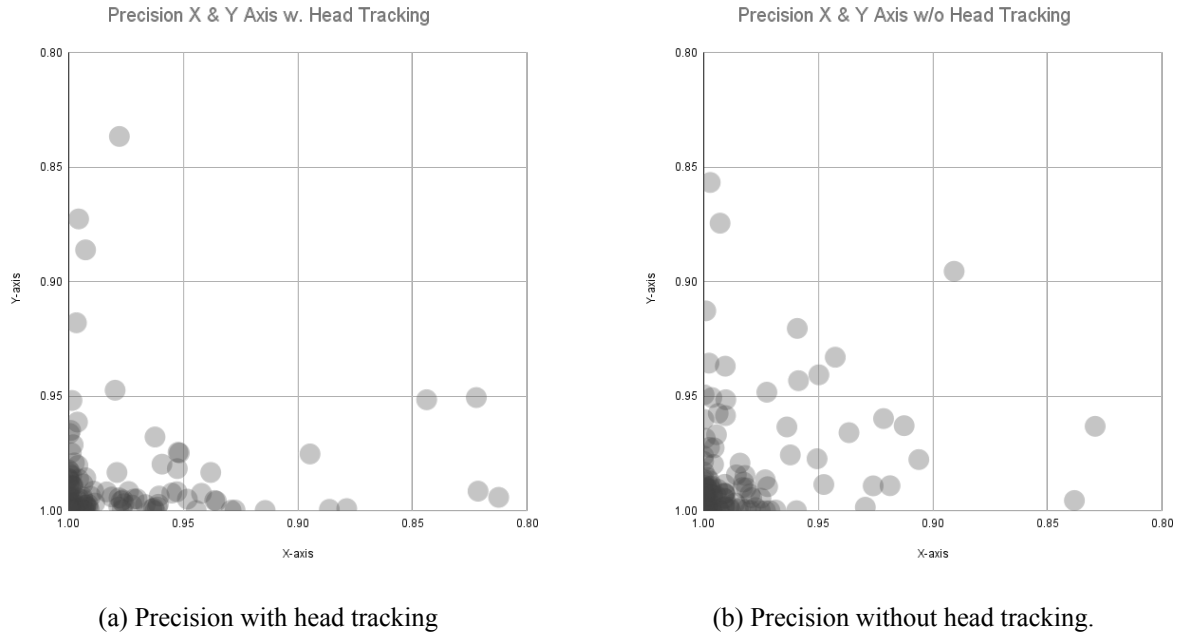 Precision X & Y Axis w. Head Tracking
0.80
0.85
0.90
0.95
1.00
Y-axis
1.00
0.95
0.90
0.85
0.80
X-axis
(a) Precision with head tracking
Precision X & Y Axis w/o Head Tracking
0.80
0.85
0.90
0.95
1.00
Y-axis
1.00
0.95
0.90
0.85
0.80
X-axis
(b) Precision without head tracking.